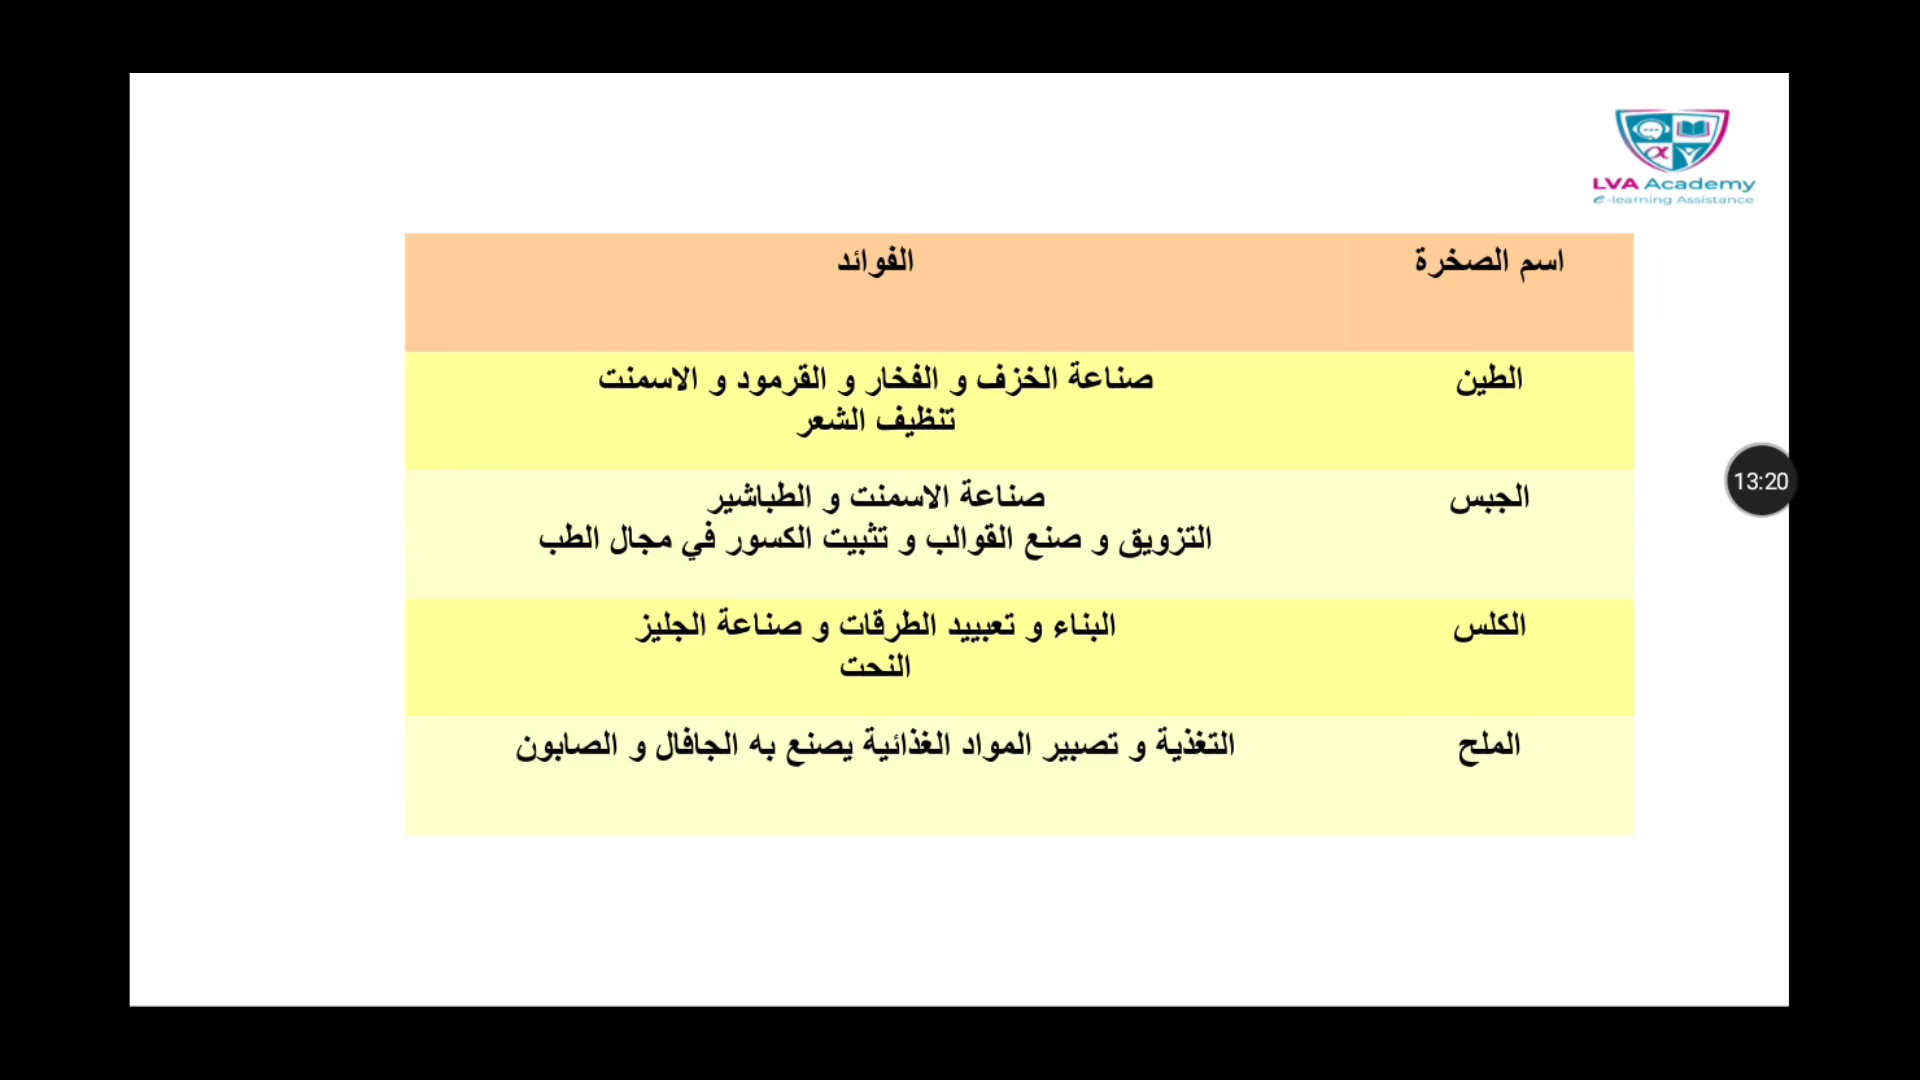 LVA Academy
e-learning Assistance
اسم الصخرة
الفوائد
الطين
صناعة الخزف و الفخار و القرمود و الاسمنت
تنظيف الشعر
الجبس
صناعة الاسمنت و الطباشير
التزويق و صنع القوالب و تثبيت الكسور في مجال الطب
الكلس
البناء و تعبييد الطرقات و صناعة الجليز
النحت
الملح
التغذية و تصبير المواد الغذائية يصنع به الجافال و الصابون
13:20